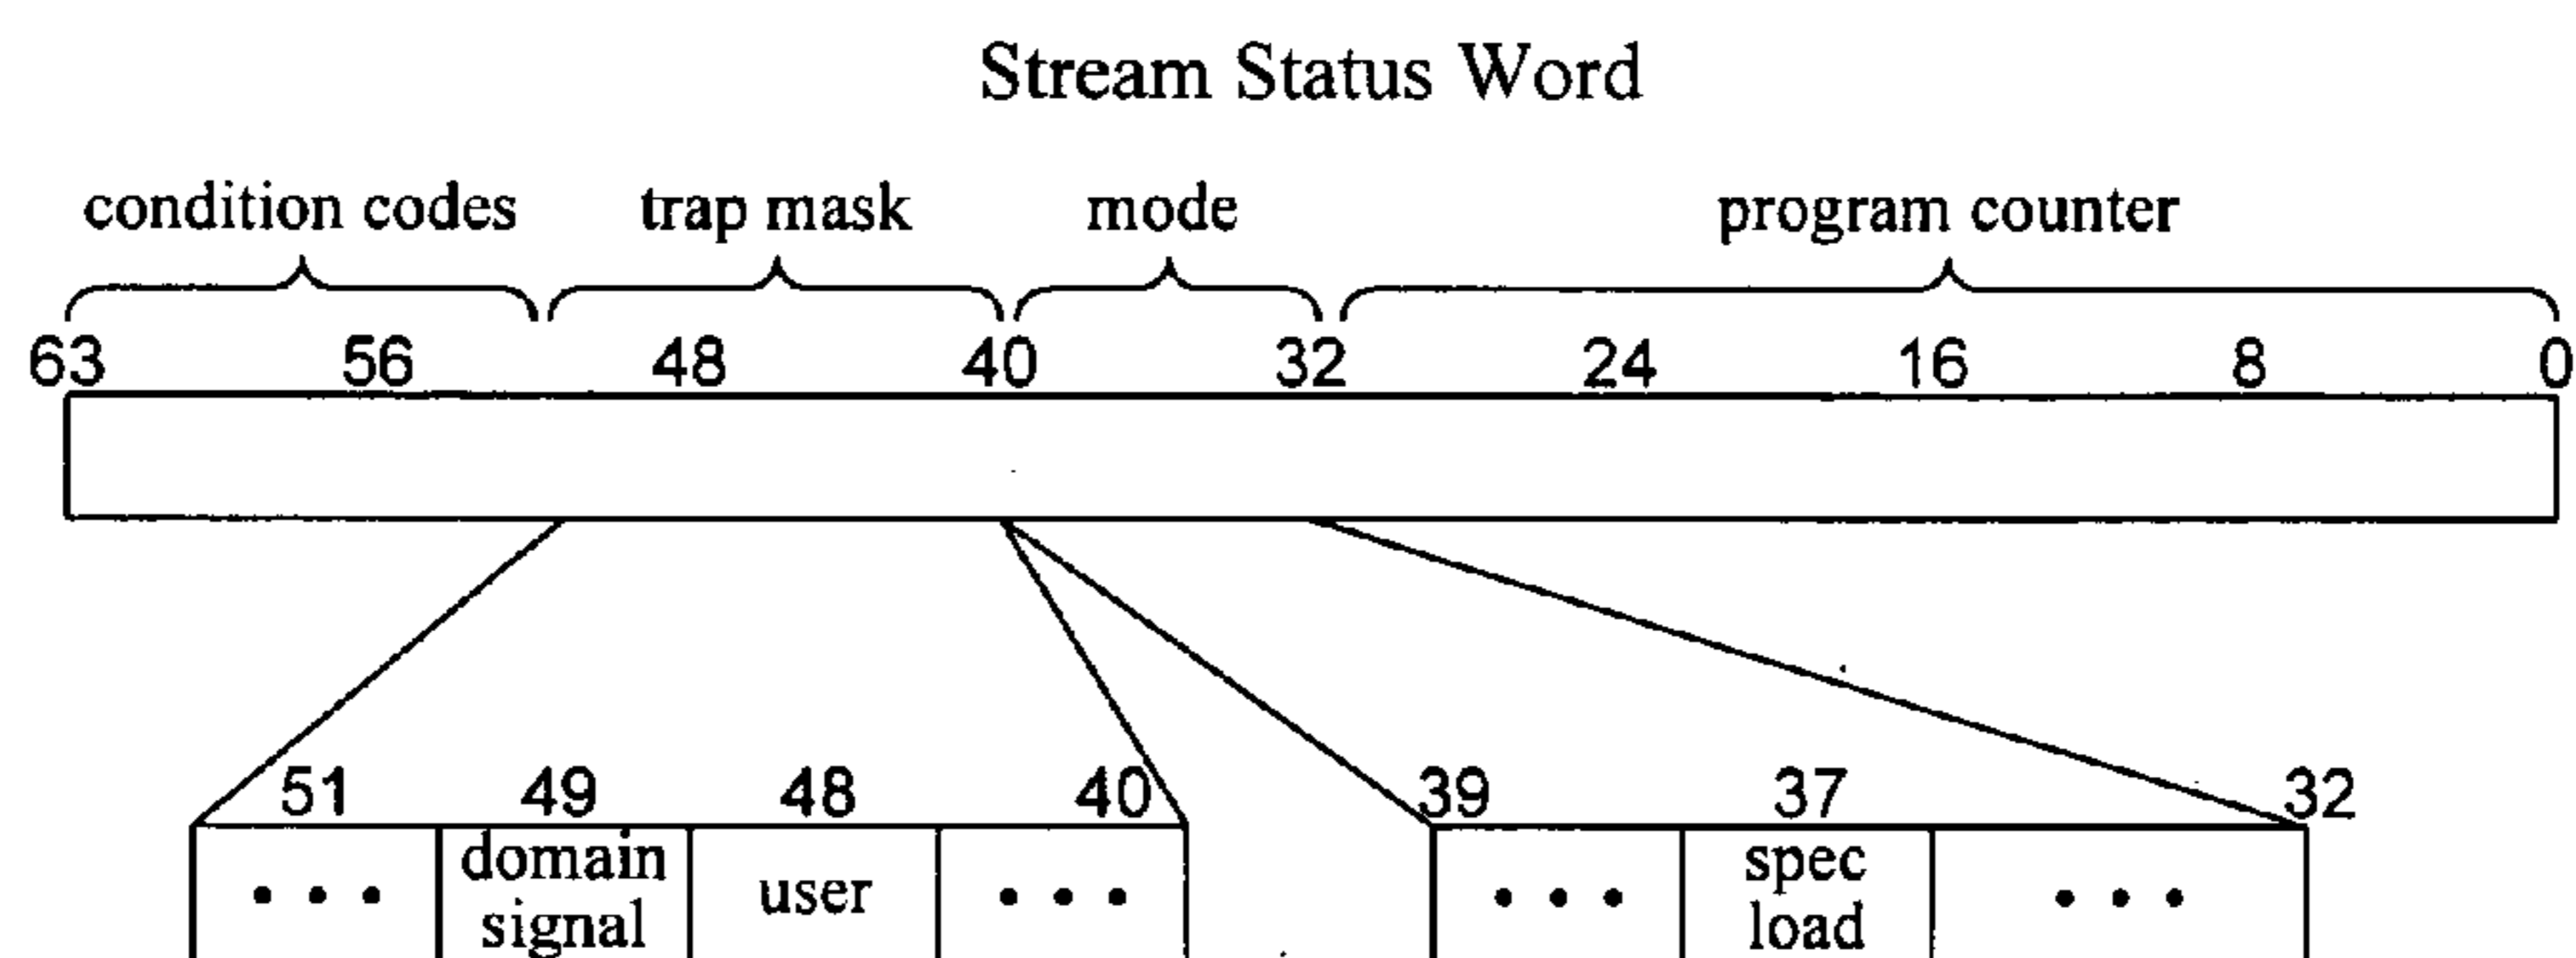 Stream Status Word
condition codes trap mask mode program counter
63 56 48 40 32 24 16 8 0
51 49 48 40 39 37 32
domain
signal
user
spec
load